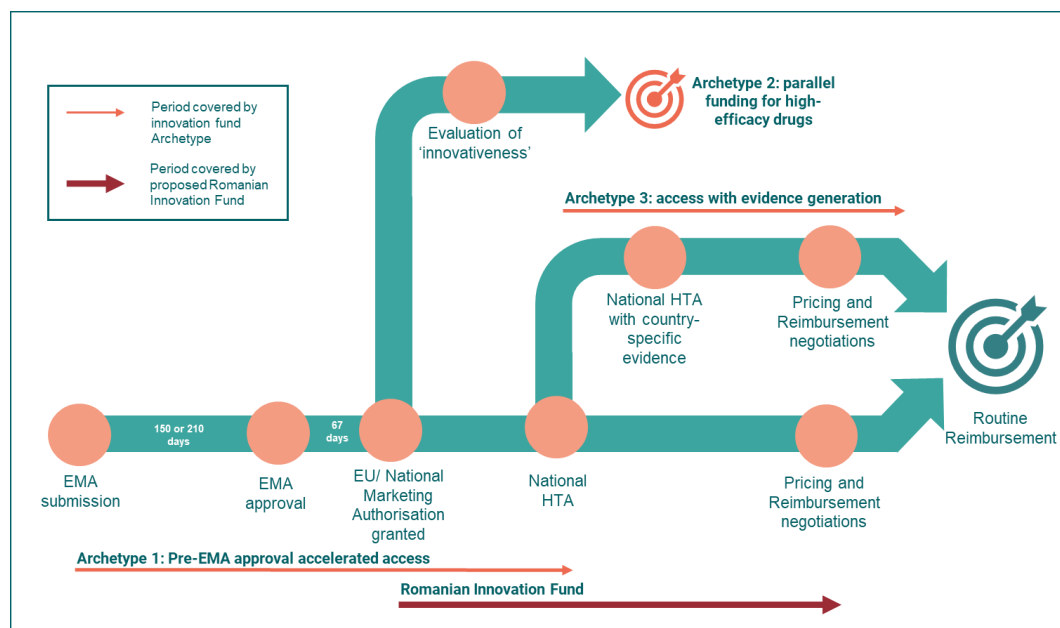 Period covered by
innovation fund
Archetype
Period covered by
proposed Romanian
Innovation Fund
Evaluation of
‘innovativeness’
Archetype 2: parallel
funding for high-
efficacy drugs
Archetype 3: access with evidence generation
National HTA
with country-
specific
evidence
Pricing and
Reimbursement
negotiations
Routine
Reimbursement
150 or 210
days
67
days
EMA
submission
EMA
approval
EU/ National
Marketing
Authorisation
granted
National
HTA
Pricing and
Reimbursement
negotiations
Archetype 1: Pre-EMA approval accelerated access
Romanian Innovation Fund